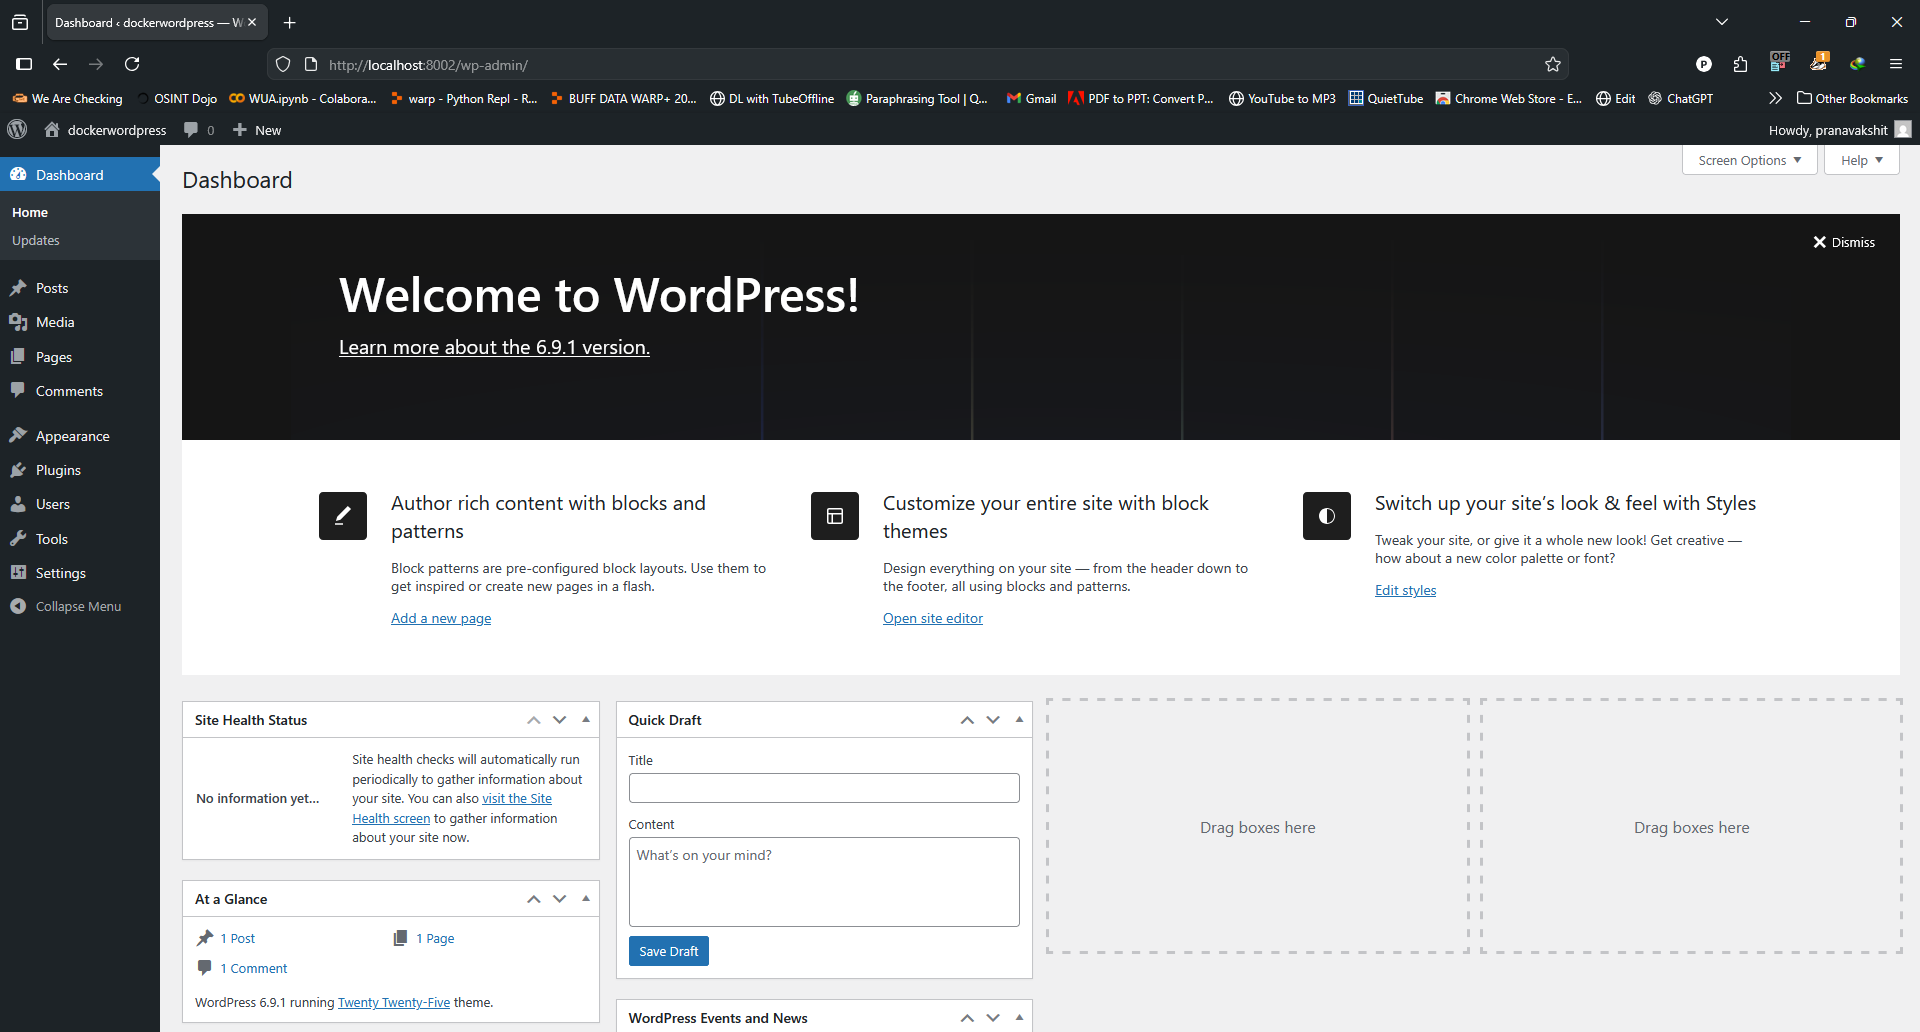 Dashboard ‹ dockerwordpress — W
http://localhost:8002/wp-admin/
P
OFF
1
We Are Checking
OSINT Dojo
WUA.ipynb - Colabora...
warp - Python Repl - R...
BUFF DATA WARP+ 20...
DL with TubeOffline
Paraphrasing Tool | Q...
Gmail
PDF to PPT: Convert P...
YouTube to MP3
QuietTube
Chrome Web Store - E...
Edit
ChatGPT
Other Bookmarks
dockerwordpress
0
New
Howdy, pranavakshit
Dashboard
Home
Updates
Posts
Media
Pages
Comments
Appearance
Plugins
Users
Tools
Settings
Collapse Menu
Screen Options
Help
Dashboard
Dismiss
Welcome to WordPress!
Learn more about the 6.9.1 version.
Author rich content with blocks and
patterns
Block patterns are pre-configured block layouts. Use them to
get inspired or create new pages in a flash.
Add a new page
Customize your entire site with block
themes
Design everything on your site — from the header down to
the footer, all using blocks and patterns.
Open site editor
Switch up your site’s look & feel with Styles
Tweak your site, or give it a whole new look! Get creative —
how about a new color palette or font?
Edit styles
Site Health Status
No information yet...
Site health checks will automatically run
periodically to gather information about
your site. You can also visit the Site
Health screen to gather information
about your site now.
At a Glance
1 Post
1 Page
1 Comment
WordPress 6.9.1 running Twenty Twenty-Five theme.
Quick Draft
Title
Content
What’s on your mind?
Save Draft
WordPress Events and News
Drag boxes here
Drag boxes here